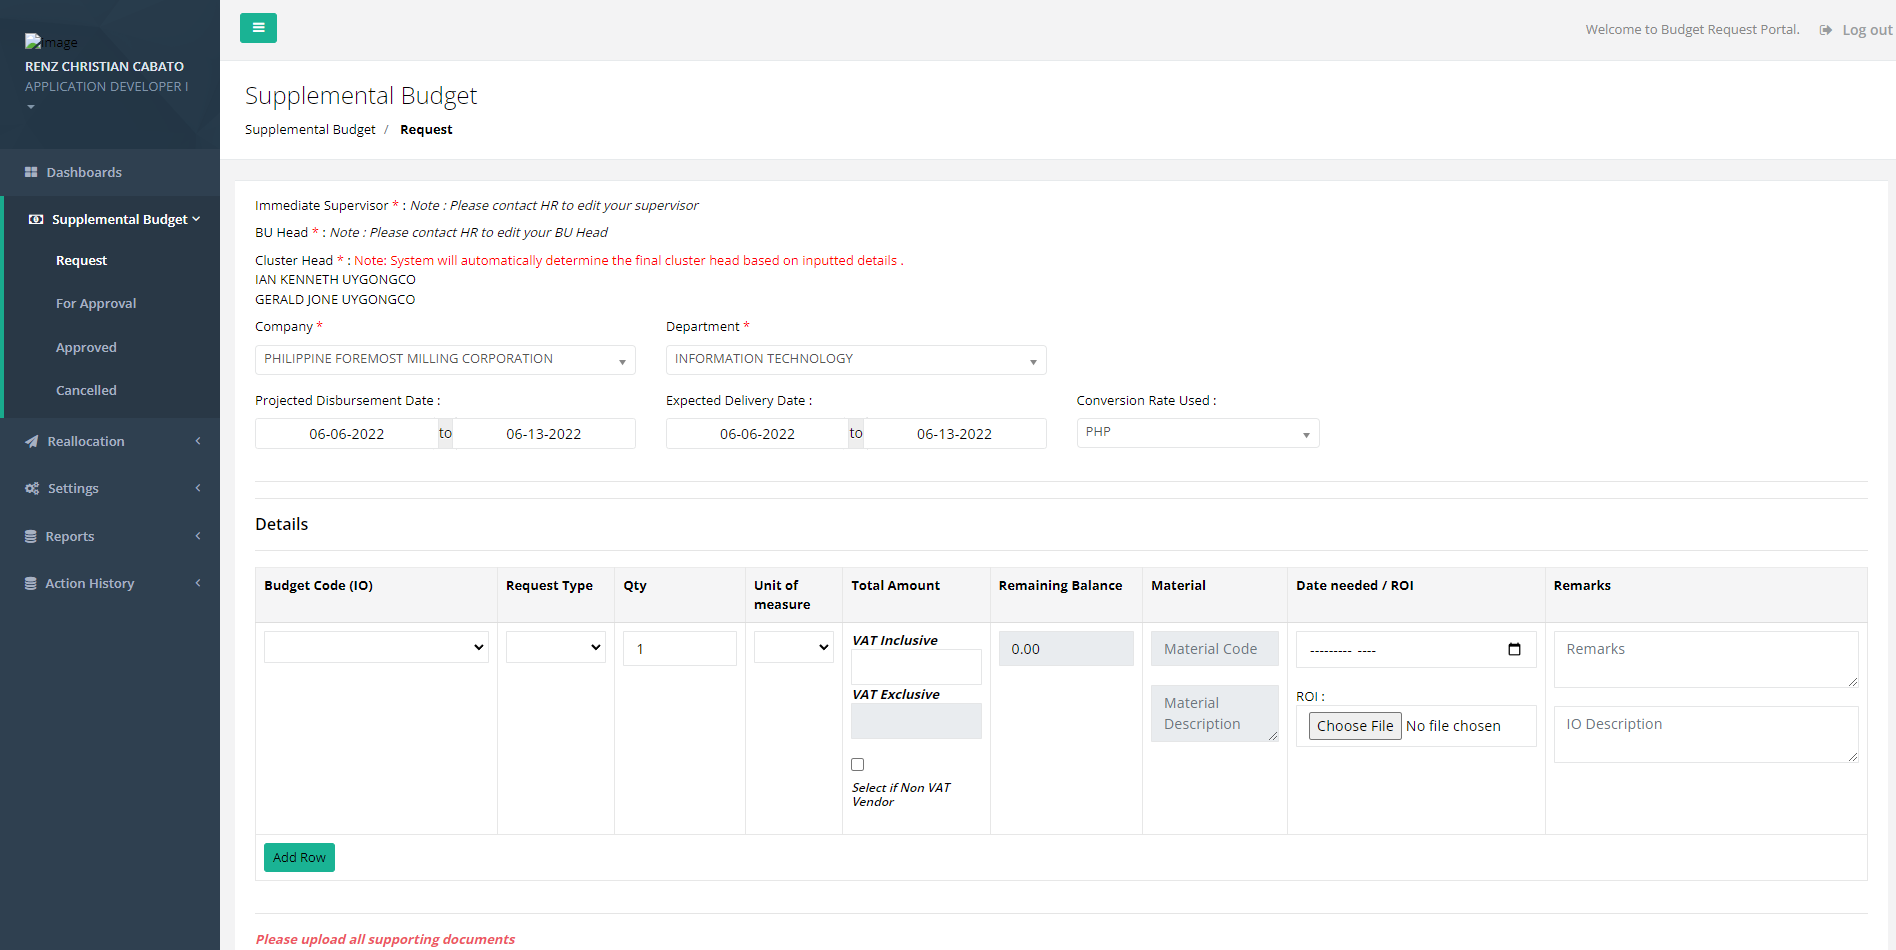 image
RENZ CHRISTIAN CABATO
APPLICATION DEVELOPER I
Dashboards
Supplemental Budget
Request
For Approval
Approved
Cancelled
Reallocation
Settings
Reports
Action History
Welcome to Budget Request Portal.
Log out
Supplemental Budget
Supplemental Budget / Request
Immediate Supervisor * : Note : Please contact HR to edit your supervisor
BU Head * : Note : Please contact HR to edit your BU Head
Cluster Head * : Note: System will automatically determine the final cluster head based on inputted details .
IAN KENNETH UYGONGCO
GERALD JONE UYGONGCO
Company * Department *
PHILIPPINE FOREMOST MILLING CORPORATION INFORMATION TECHNOLOGY
Projected Disbursement Date : Expected Delivery Date : Conversion Rate Used :
06-06-2022 to 06-13-2022 06-06-2022 to 06-13-2022 PHP
Details
Budget Code (IO)
Request Type
Qty
Unit of
measure
Total Amount
Remaining Balance
Material
Date needed / ROI
Remarks
1
VAT Inclusive
VAT Exclusive
Select if Non VAT
Vendor
0.00
Material Code
Material
Description
--------- ----
ROI :
Choose File No file chosen
Remarks
IO Description
Add Row
Please upload all supporting documents